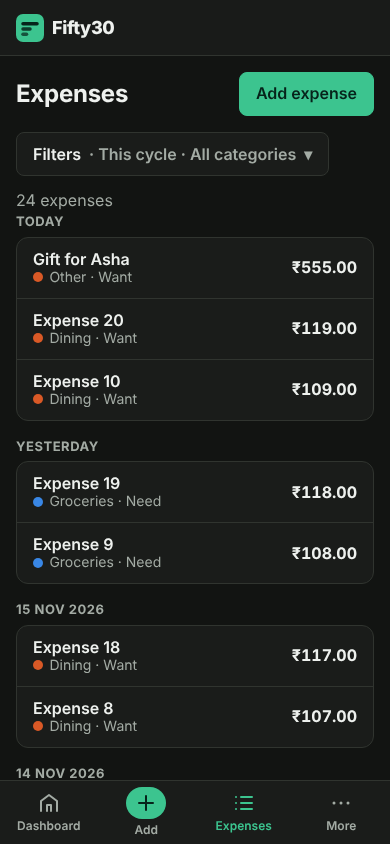 Fifty30
Expenses
Add expense
Filters · This cycle · All categories ▾
24 expenses
TODAY
Gift for Asha
Other · Want
₹555.00
Expense 20
Dining · Want
₹119.00
Expense 10
Dining · Want
₹109.00
YESTERDAY
Expense 19
Groceries · Need
₹118.00
Expense 9
Groceries · Need
₹108.00
15 NOV 2026
Expense 18
Dining · Want
₹117.00
Expense 8
Dining · Want
₹107.00
14 NOV 2026
Dashboard
Add
Expenses
More